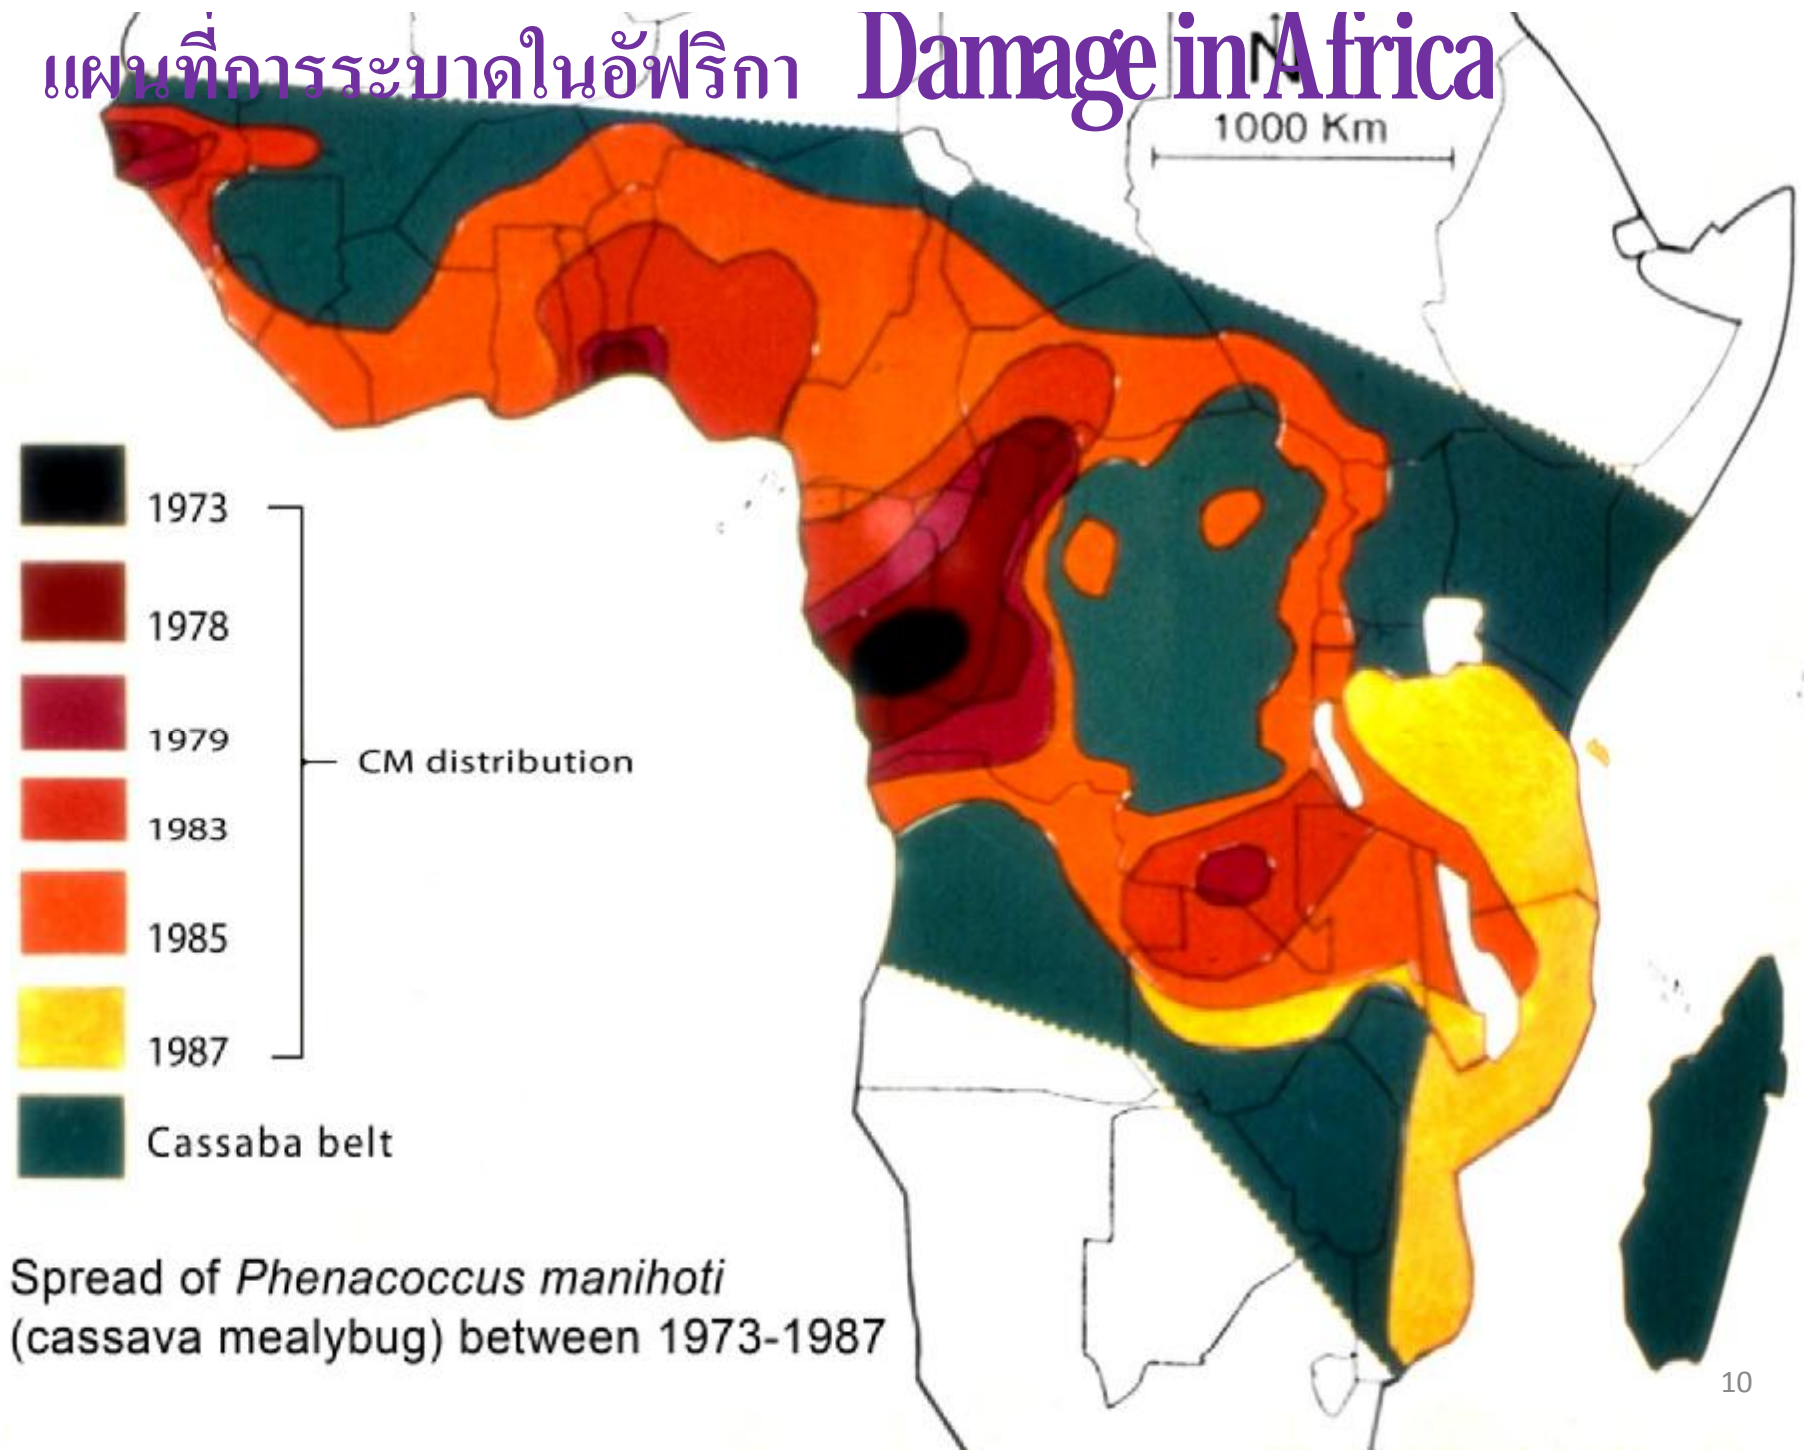 แผนที่การระบาดในอัฟริกา Damage in Africa
N
1000 Km
1973
1978
1979
CM distribution
1983
1985
1987
Cassaba belt
Spread of Phenacoccus manihoti
(cassava mealybug) between 1973-1987
10